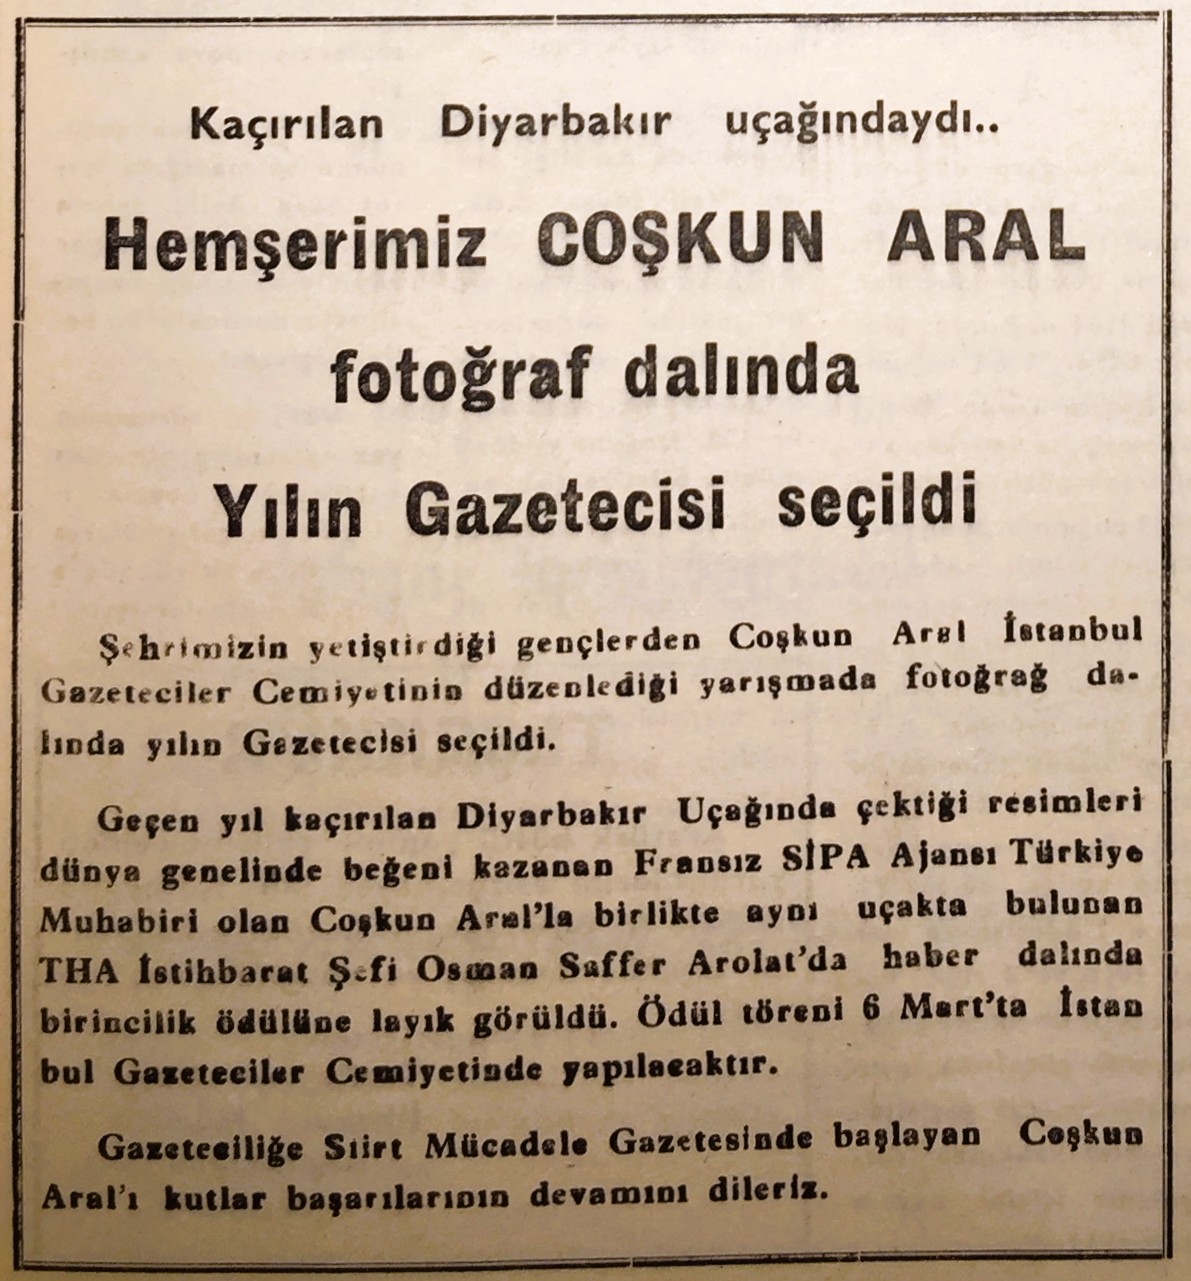 Kaçırılan Diyarbakır uçağındaydı..
Hemşerimiz COŞKUN ARAL
fotoğraf dalında
Yılın Gazetecisi seçildi
Şehrimizin yetiştirdiği gençlerden Coşkun Aral İstanbul
Gazeteciler Cemiyetinin düzenlediği yarışmada fotoğrağ da-
lında yılın Gazetecisi seçildi.
Geçen yıl kaçırılan Diyarbakır Uçağında çektiği resimleri
dünya genelinde beğeni kazanan Fransız SİPA Ajansı Türkiye
Muhabiri olan Coşkun Aral'la birlikte aynı uçakta bulunan
THA İstihbarat Şefi Osman Saffer Arolat'da haber dalında
birincilik ödülüne layık görüldü. Ödül töreni 6 Mart'ta İstan
bul Gazeteciler Cemiyetinde yapılacaktır.
Gazeteciliğe Siirt Mücadele Gazetesinde başlayan Coşkun
Aral'ı kutlar başarılarının devamını dileriz.